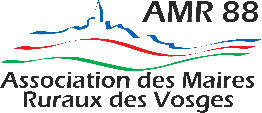 AMR 88
Association des Maires
Ruraux des Vosges